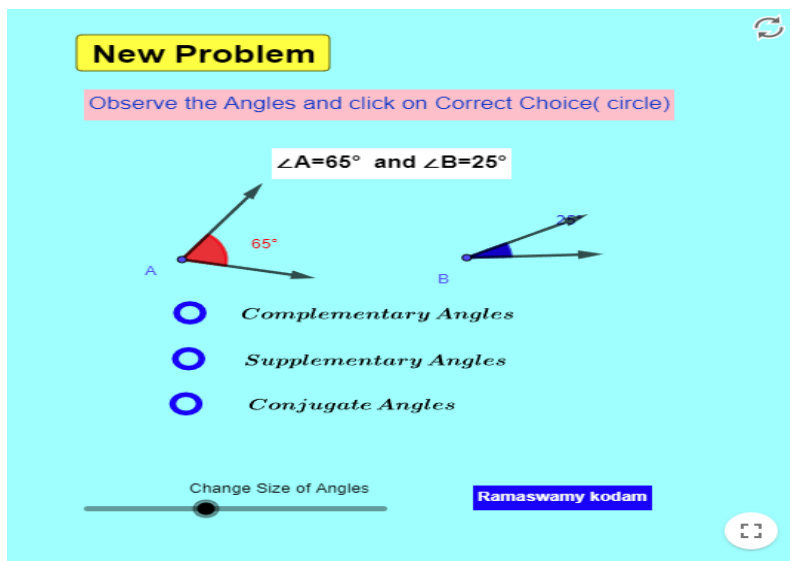 New Problem
Observe the Angles and click on Correct Choice( circle)
∠A=65° and ∠B=25°
65°
25°
A
B
Complementary Angles
Supplementary Angles
Conjugate Angles
Change Size of Angles
Ramaswamy kodam